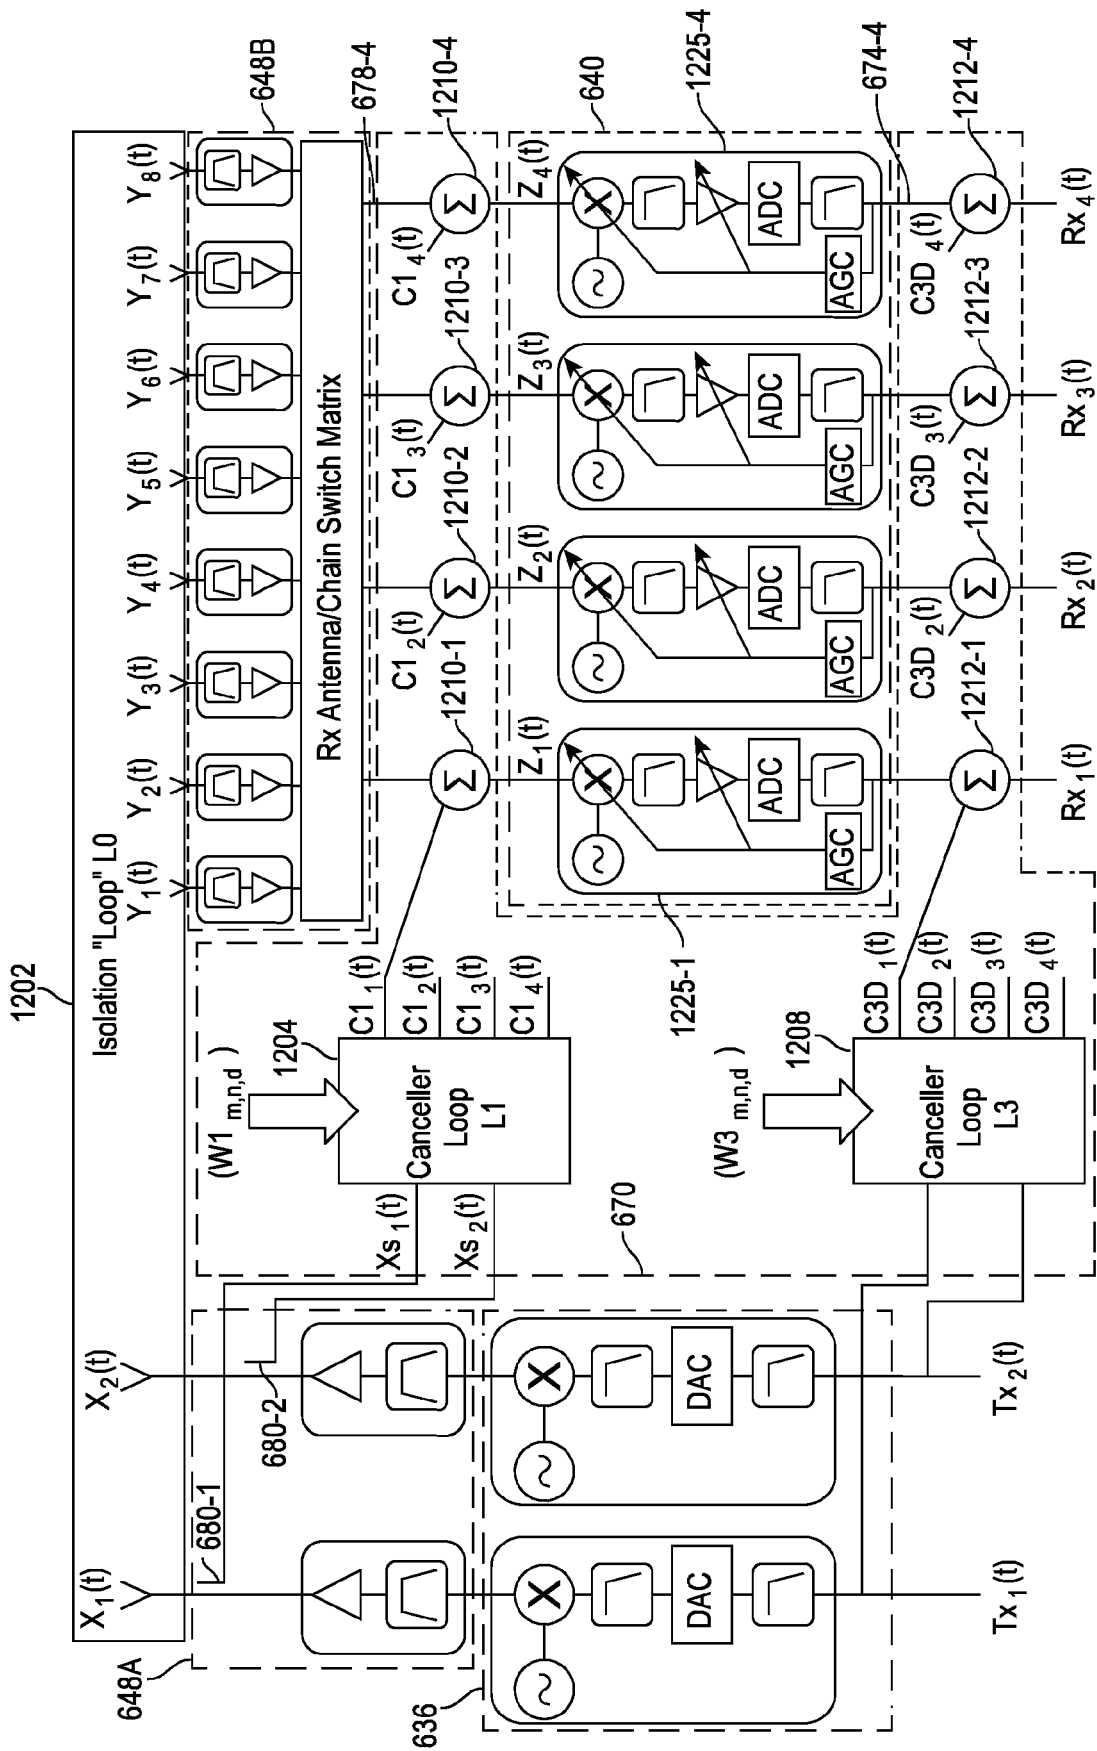 1202
Isolation "Loop" L0
X₁(t)
X₂(t)
Y₁(t)
Y₂(t)
Y₃(t)
Y₄(t)
Y₅(t)
Y₆(t)
Y₇(t)
Y₈(t)
648A
680-1
680-2
648B
Rx Antenna/Chain Switch Matrix
678-4
(W1 m,n,d)
1204
Canceller
Loop
L1
Xs₁(t)
Xs₂(t)
C1₁(t)
C1₂(t)
C1₃(t)
C1₄(t)
C1₂(t)
C1₃(t)
C1₄(t)
1210-1
1210-2
1210-3
1210-4
Σ
Σ
Σ
Σ
Z₁(t)
Z₂(t)
Z₃(t)
Z₄(t)
640
1225-1
1225-4
X
X
X
X
ADC
ADC
ADC
ADC
AGC
AGC
AGC
AGC
674-4
636
X
X
DAC
DAC
670
(W3 m,n,d)
1208
Canceller
Loop
L3
C3D₁(t)
C3D₂(t)
C3D₃(t)
C3D₄(t)
C3D₂(t)
C3D₃(t)
C3D₄(t)
1212-1
1212-2
1212-3
1212-4
Σ
Σ
Σ
Σ
Tx₁(t)
Tx₂(t)
Rx₁(t)
Rx₂(t)
Rx₃(t)
Rx₄(t)